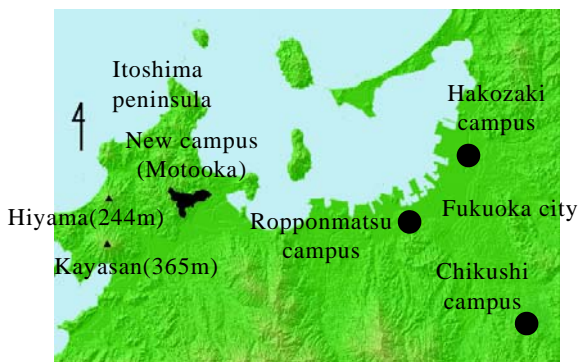 Itoshima
peninsula
New campus
(Motooka)
Hiyama(244m)
Kayasan(365m)
Hakozaki
campus
Fukuoka city
Ropponmatsu
campus
Chikushi
campus